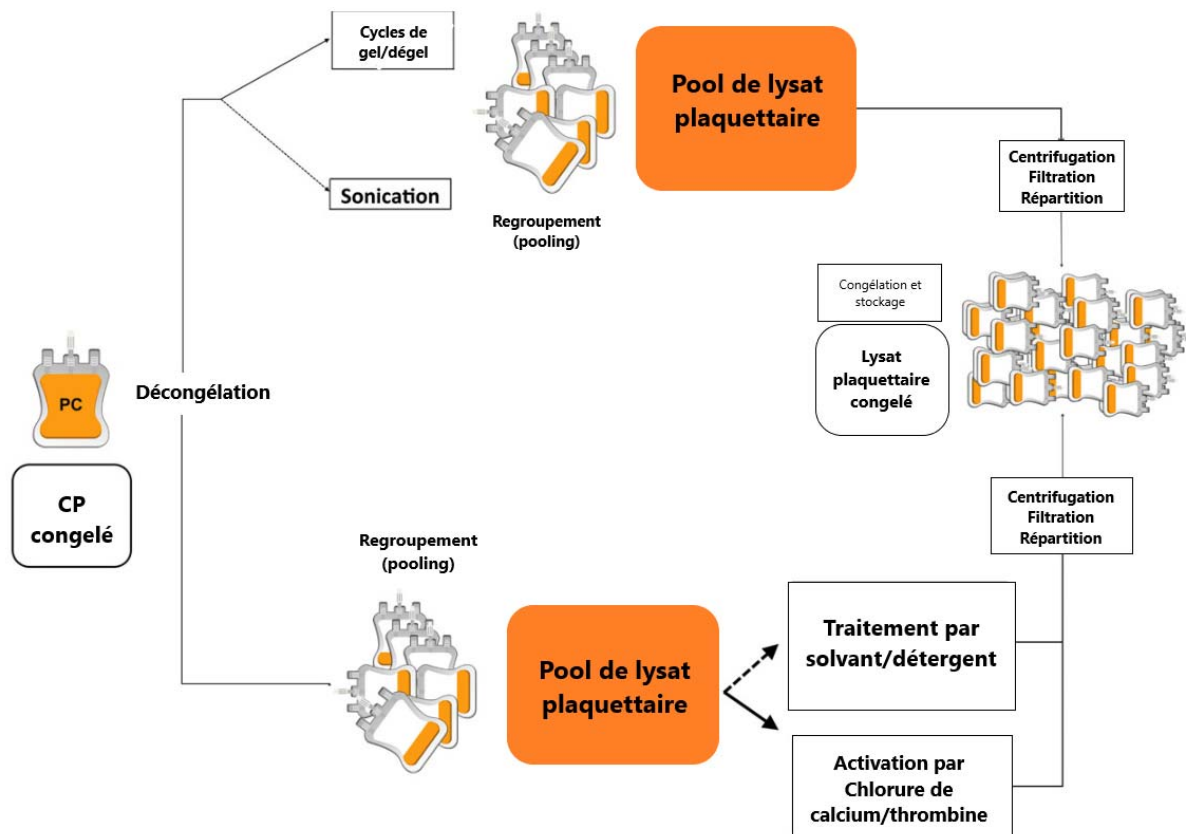 Cycles de
gel/dégel
Sonication
Regroupement
(pooling)
Pool de lysat
plaquettaire
Centrifugation
Filtration
Répartition
Congélation et
stockage
Lysat
plaquettaire
congelé
PC
Décongélation
CP
congelé
Regroupement
(pooling)
Pool de lysat
plaquettaire
Traitement par
solvant/détergent
Activation par
Chlorure de
calcium/thrombine
Centrifugation
Filtration
Répartition